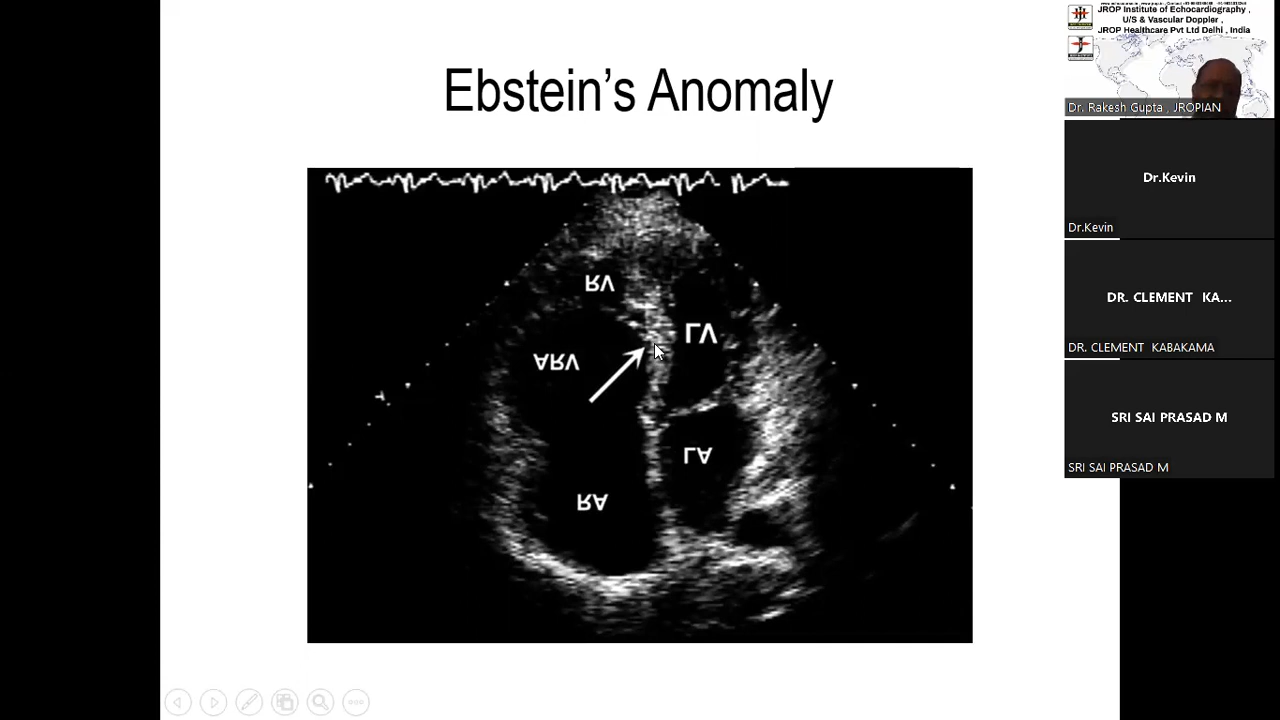 Ebstein's Anomaly
RV
LV
ARV
LA
RA
JROP Institute of Echocardiography ,
U/S & Vascular Doppler ,
JROP Healthcare Pvt Ltd Delhi , India
Dr. Rakesh Gupta , JROPIAN
Dr.Kevin
Dr.Kevin
DR. CLEMENT KA...
DR. CLEMENT KABAKAMA
SRI SAI PRASAD M
SRI SAI PRASAD M